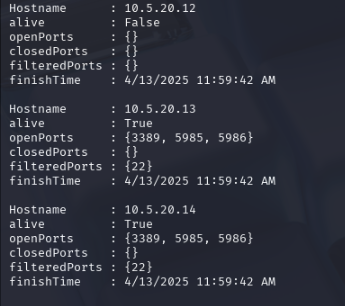 Hostname      : 10.5.20.12
alive         : False
openPorts     : {}
closedPorts   : {}
filteredPorts : {}
finishTime    : 4/13/2025 11:59:42 AM

Hostname      : 10.5.20.13
alive         : True
openPorts     : {3389, 5985, 5986}
closedPorts   : {}
filteredPorts : {22}
finishTime    : 4/13/2025 11:59:42 AM

Hostname      : 10.5.20.14
alive         : True
openPorts     : {3389, 5985, 5986}
closedPorts   : {}
filteredPorts : {22}
finishTime    : 4/13/2025 11:59:42 AM